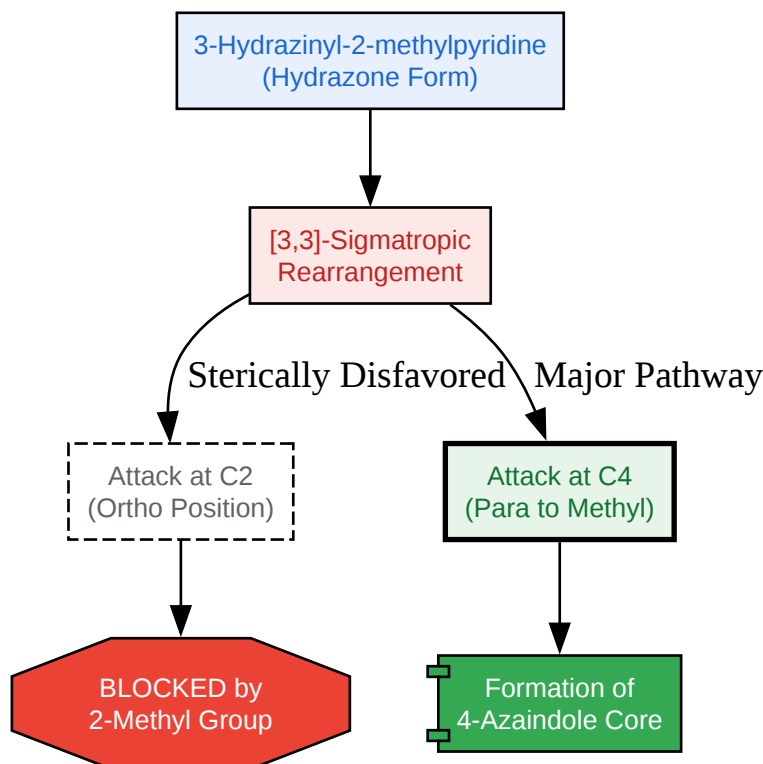 3-Hydrazinyl-2-methylpyridine
(Hydrazone Form)
[3,3]-Sigmatropic
Rearrangement
Sterically Disfavored
Major Pathway
Attack at C2
(Ortho Position)
Attack at C4
(Para to Methyl)
BLOCKED by
2-Methyl Group
Formation of
4-Azaindole Core